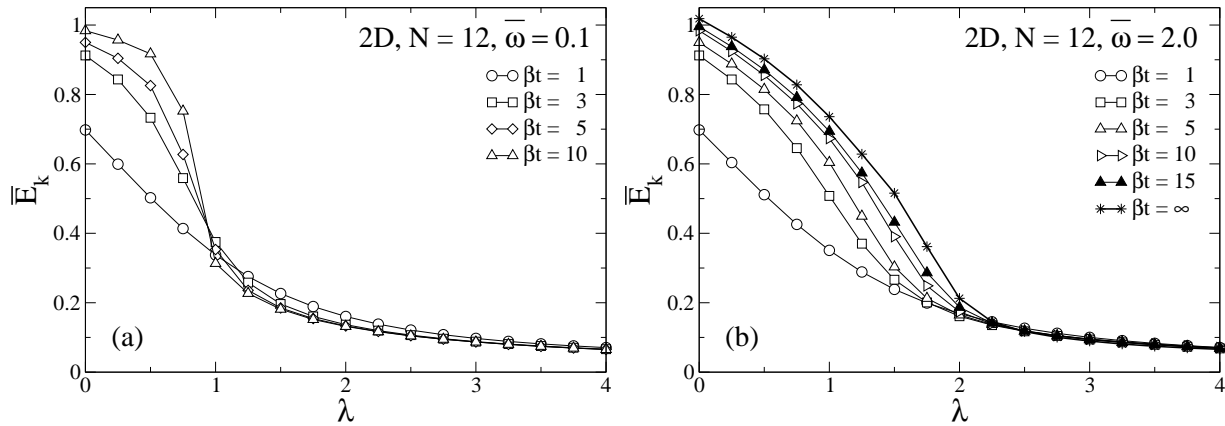 2D, N = 12, ω̅ = 0.1
βt = 1
βt = 3
βt = 5
βt = 10
1
0.8
0.6
0.4
0.2
0
E̅ₖ
(a)
0 1 2 3 4
λ
2D, N = 12, ω̅ = 2.0
βt = 1
βt = 3
βt = 5
βt = 10
βt = 15
βt = ∞
1
0.8
0.6
0.4
0.2
0
E̅ₖ
(b)
0 1 2 3 4
λ